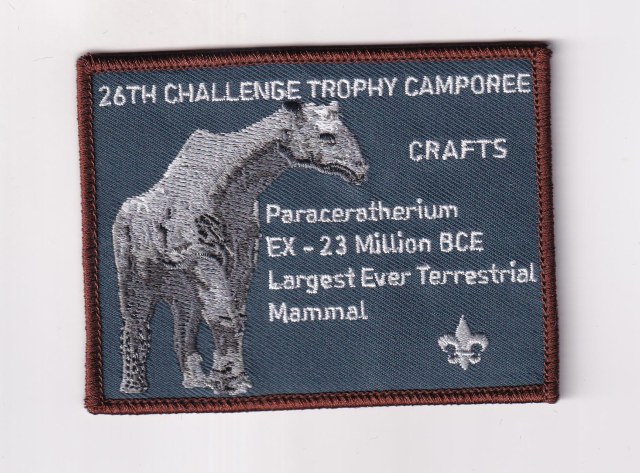 26TH CHALLENGE TROPHY CAMPOREE
CRAFTS
Paraceratherium
EX - 23 Million BCE
Largest Ever Terrestrial
Mammal